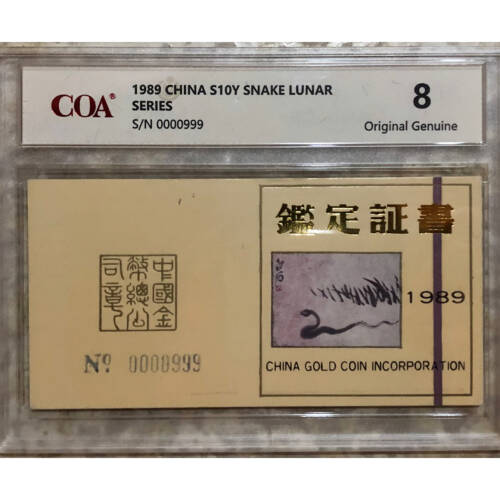 COA
1989 CHINA S10Y SNAKE LUNAR
SERIES
S/N 0000999
8
Original Genuine
鑑定証書
1989
CHINA GOLD COIN INCORPORATION
中國金
幣總公
司章
Nº 0000999